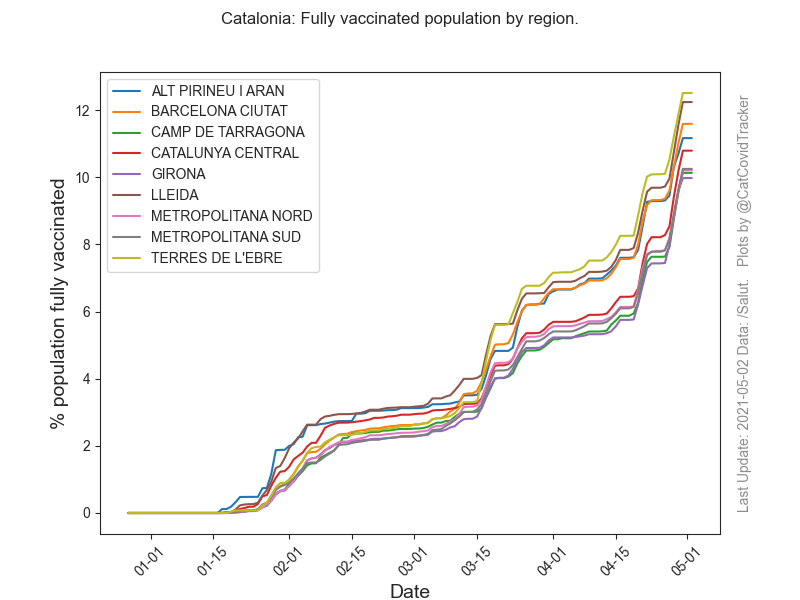 Catalonia: Fully vaccinated population by region.
ALT PIRINEU I ARAN
BARCELONA CIUTAT
CAMP DE TARRAGONA
CATALUNYA CENTRAL
GIRONA
LLEIDA
METROPOLITANA NORD
METROPOLITANA SUD
TERRES DE L'EBRE
% population fully vaccinated
12
10
8
6
4
2
0
01-01
01-15
02-01
02-15
03-01
03-15
04-01
04-15
05-01
Date
Last Update: 2021-05-02 Data: /Salut. Plots by @CatCovidTracker